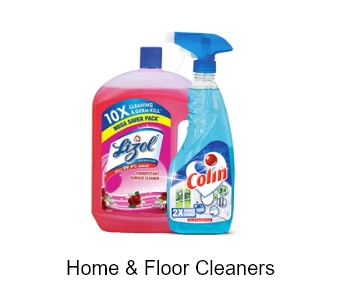 10X CLEANING
& GERM KILL*
MEGA SAVER PACK*
Lizol
DISINFECTANT
SURFACE CLEANER
Colin
2X
Home & Floor Cleaners